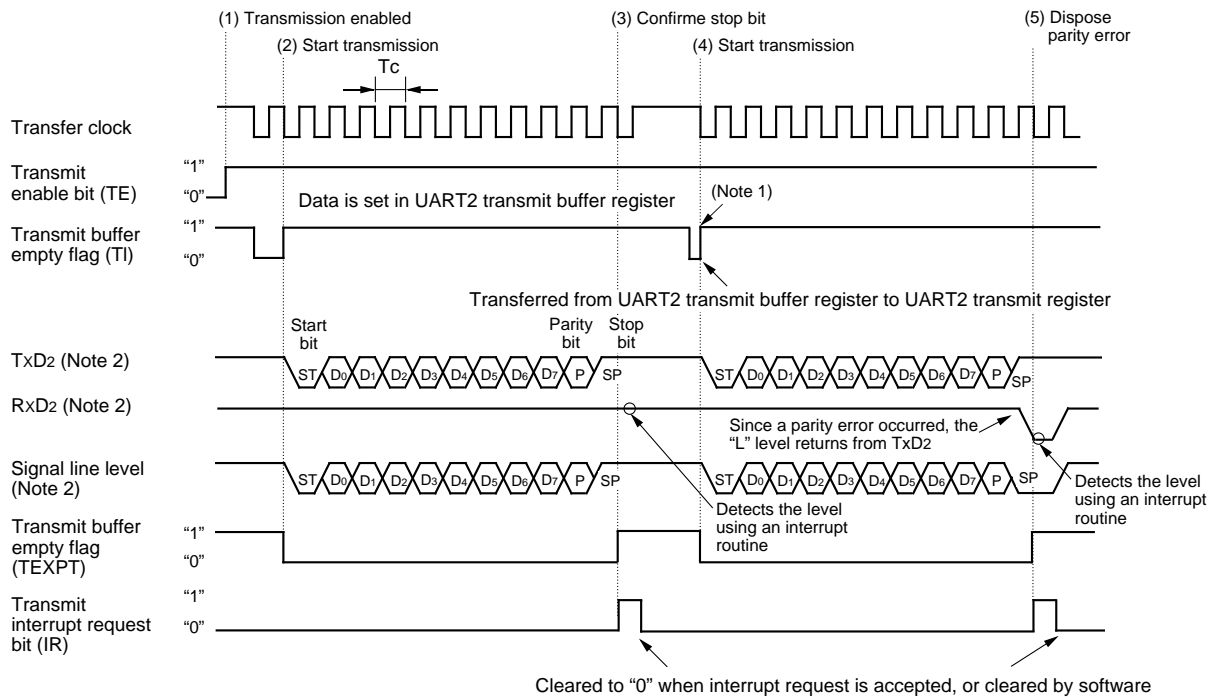 (1) Transmission enabled
(3) Confirme stop bit
(5) Dispose
parity error
(2) Start transmission
(4) Start transmission
Tc
Transfer clock
Transmit
enable bit (TE)
“1”
“0”
Data is set in UART2 transmit buffer register
(Note 1)
Transmit buffer
empty flag (TI)
“1”
“0”
Transferred from UART2 transmit buffer register to UART2 transmit register
Start
bit
Parity
bit
Stop
bit
TxD2 (Note 2)
ST D0 D1 D2 D3 D4 D5 D6 D7 P SP
ST D0 D1 D2 D3 D4 D5 D6 D7 P SP
RxD2 (Note 2)
Since a parity error occurred, the
“L” level returns from TxD2
Signal line level
(Note 2)
ST D0 D1 D2 D3 D4 D5 D6 D7 P SP
ST D0 D1 D2 D3 D4 D5 D6 D7 P SP
Detects the level
using an interrupt
routine
Detects the level
using an interrupt
routine
Transmit buffer
empty flag
(TEXPT)
“1”
“0”
Transmit
interrupt request
bit (IR)
“1”
“0”
Cleared to “0” when interrupt request is accepted, or cleared by software